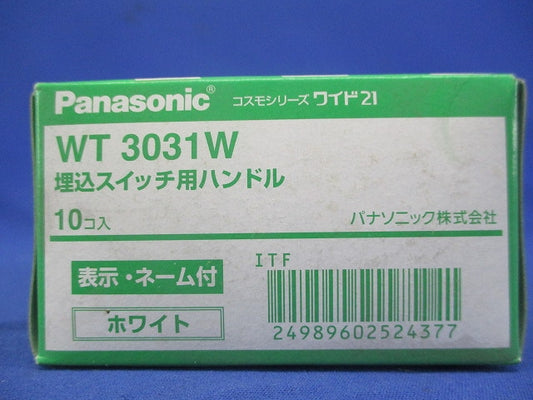 Panasonic® コスモシリーズ ワイド21
WT 3031W
埋込スイッチ用ハンドル
10コ入 パナソニック株式会社
表示・ネーム付
ITF
ホワイト
24989602524377